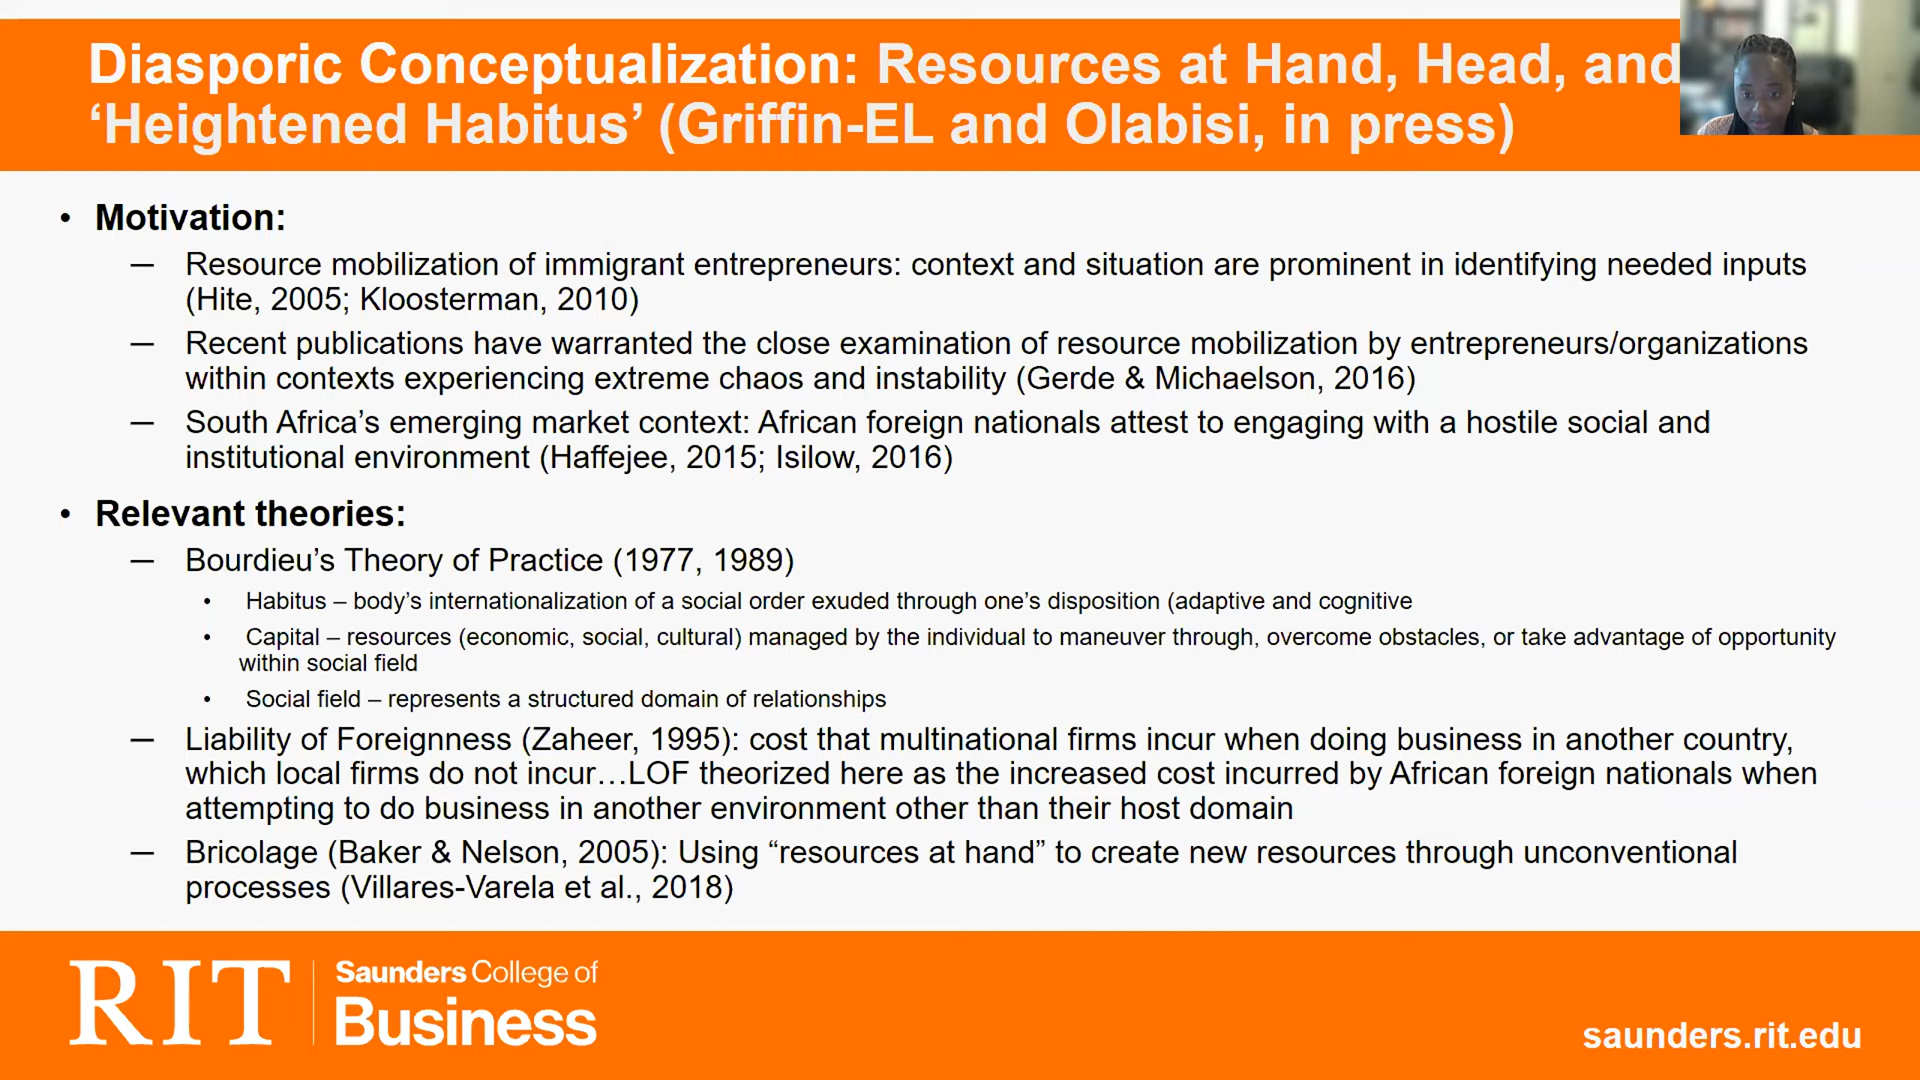 Diasporic Conceptualization: Resources at Hand, Head, and
‘Heightened Habitus’ (Griffin-EL and Olabisi, in press)
• Motivation:
— Resource mobilization of immigrant entrepreneurs: context and situation are prominent in identifying needed inputs
(Hite, 2005; Kloosterman, 2010)
— Recent publications have warranted the close examination of resource mobilization by entrepreneurs/organizations
within contexts experiencing extreme chaos and instability (Gerde & Michaelson, 2016)
— South Africa’s emerging market context: African foreign nationals attest to engaging with a hostile social and
institutional environment (Haffejee, 2015; Isilow, 2016)
• Relevant theories:
— Bourdieu’s Theory of Practice (1977, 1989)
• Habitus – body’s internationalization of a social order exuded through one’s disposition (adaptive and cognitive
• Capital – resources (economic, social, cultural) managed by the individual to maneuver through, overcome obstacles, or take advantage of opportunity
within social field
• Social field – represents a structured domain of relationships
— Liability of Foreignness (Zaheer, 1995): cost that multinational firms incur when doing business in another country,
which local firms do not incur…LOF theorized here as the increased cost incurred by African foreign nationals when
attempting to do business in another environment other than their host domain
— Bricolage (Baker & Nelson, 2005): Using “resources at hand” to create new resources through unconventional
processes (Villares-Varela et al., 2018)
RIT
Saunders College of
Business
saunders.rit.edu